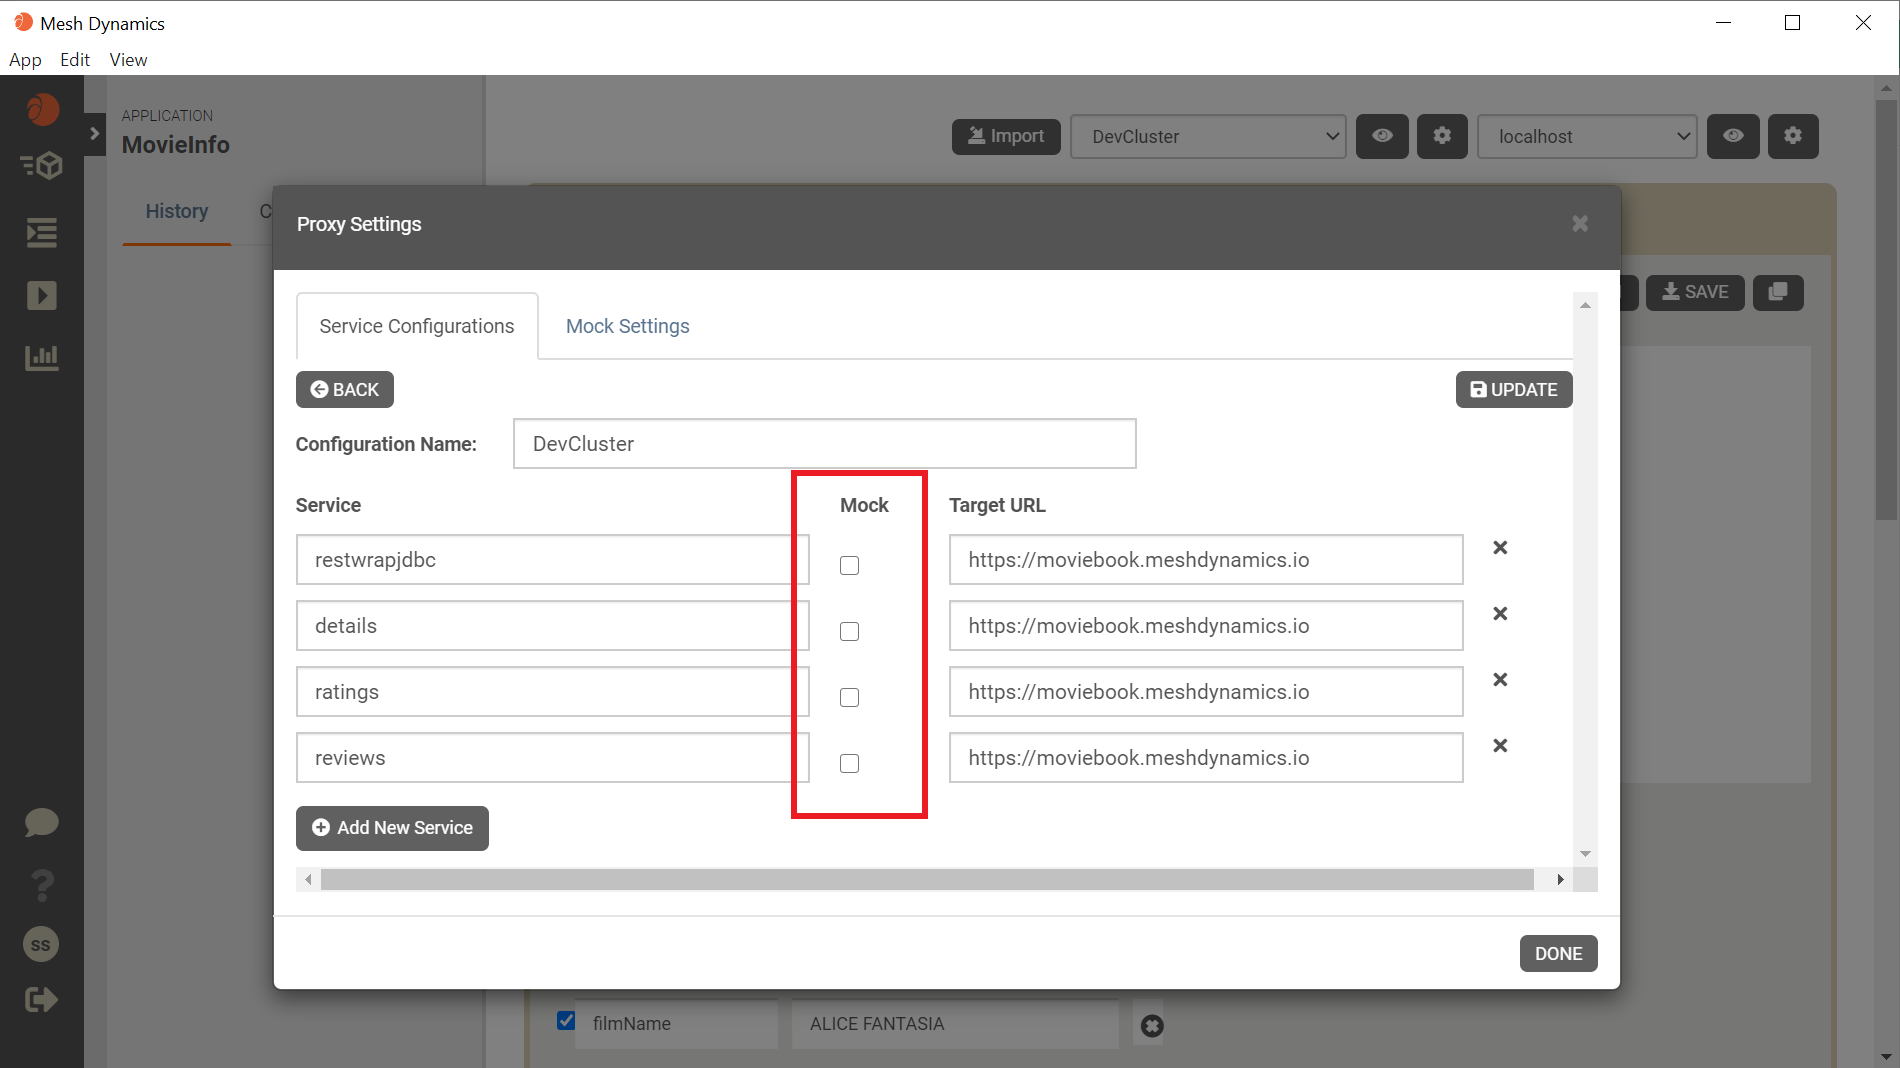 Mesh Dynamics
App Edit View
APPLICATION
MovieInfo
Import DevCluster localhost
History C
Proxy Settings
SAVE
Service Configurations Mock Settings
BACK UPDATE
Configuration Name: DevCluster
Service Mock Target URL
restwrapjdbc https://moviebook.meshdynamics.io
details https://moviebook.meshdynamics.io
ratings https://moviebook.meshdynamics.io
reviews https://moviebook.meshdynamics.io
Add New Service
SS
DONE
filmName ALICE FANTASIA